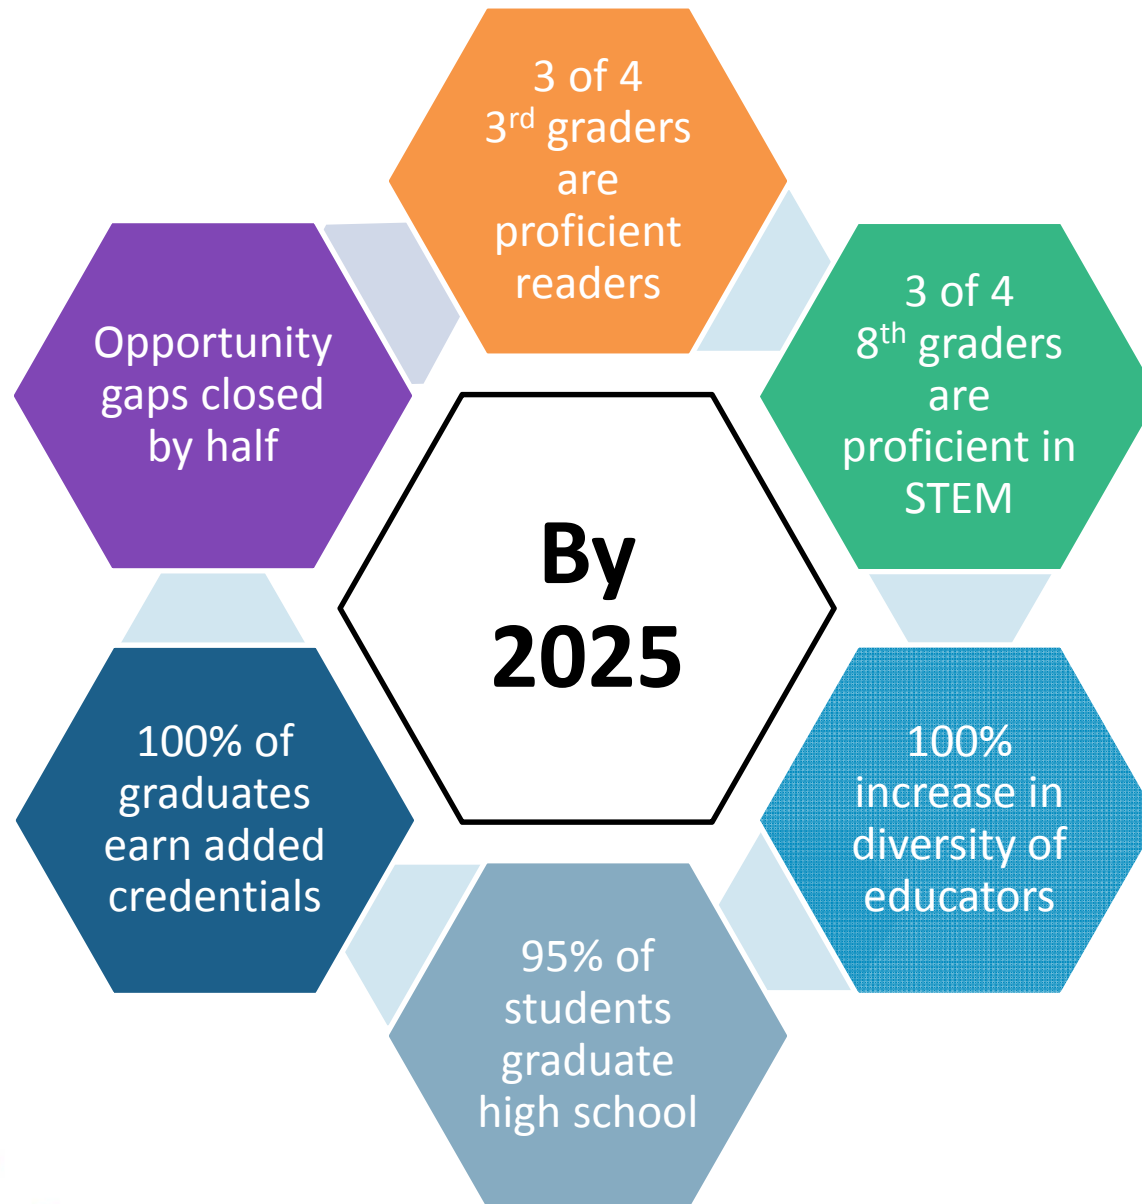 3 of 4
3rd graders
are
proficient
readers
3 of 4
8th graders
are
proficient in
STEM
100%
increase in
diversity of
educators
95% of
students
graduate
high school
100% of
graduates
earn added
credentials
Opportunity
gaps closed
by half
By
2025